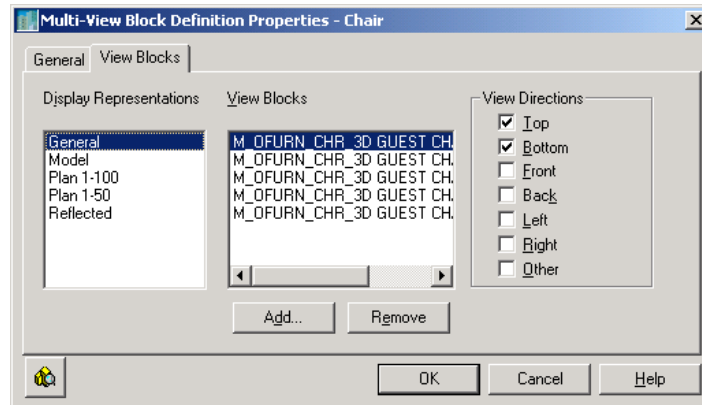 Multi-View Block Definition Properties - Chair
General
View Blocks
Display Representations
General
Model
Plan 1-100
Plan 1-50
Reflected
View Blocks
M_OFURN_CHR_3D GUEST CH
M_OFURN_CHR_3D GUEST CH
M_OFURN_CHR_3D GUEST CH
M_OFURN_CHR_3D GUEST CH
M_OFURN_CHR_3D GUEST CH
Add...
Remove
View Directions
Top
Bottom
Front
Back
Left
Right
Other
OK
Cancel
Help